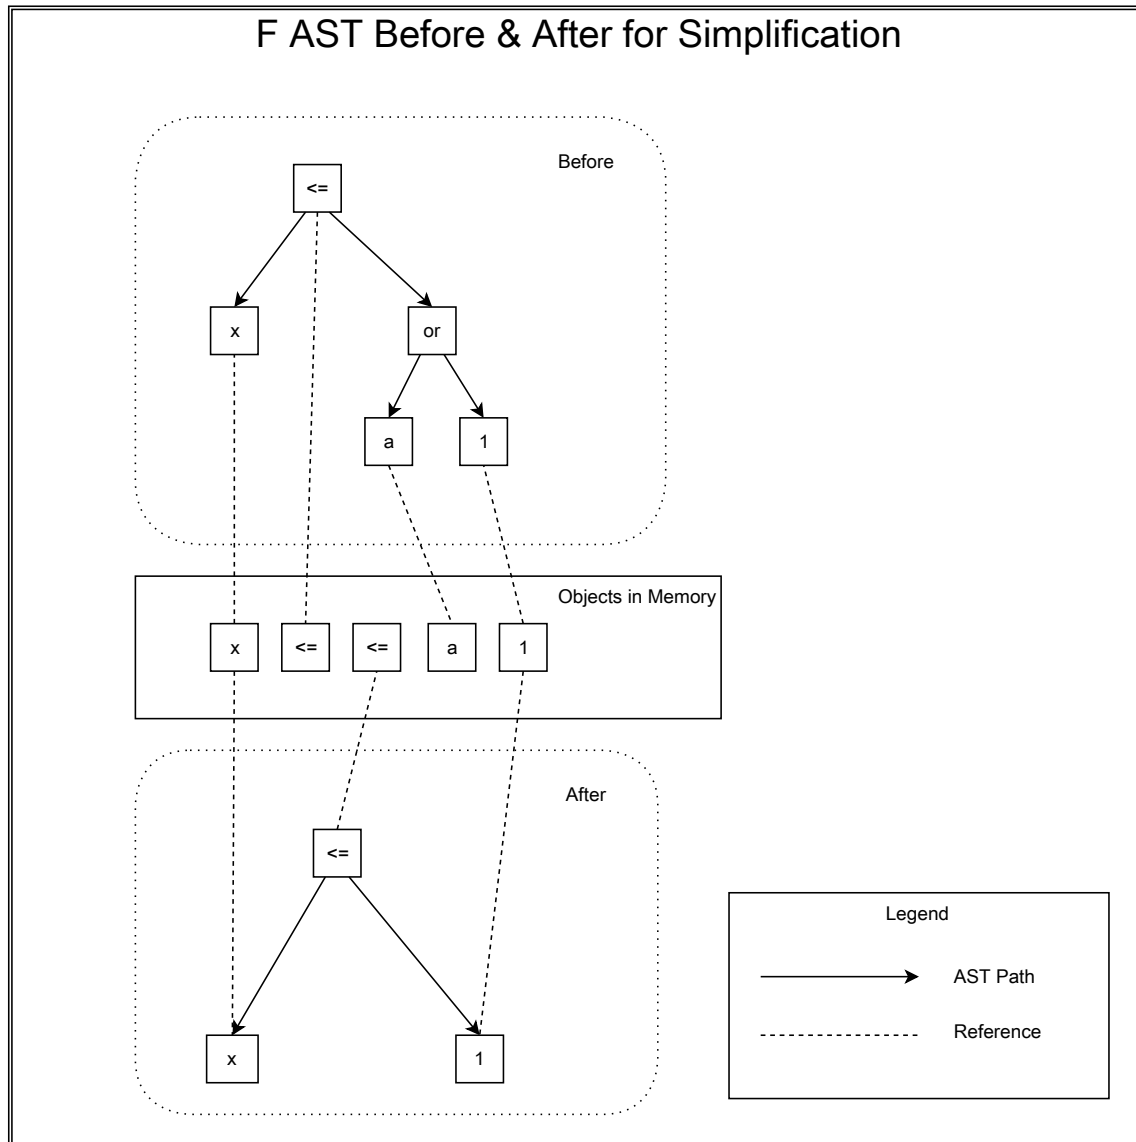 F AST Before & After for Simplification
Before
<=
x
or
a
1
Objects in Memory
x
<=
<=
a
1
After
<=
x
1
Legend
AST Path
Reference